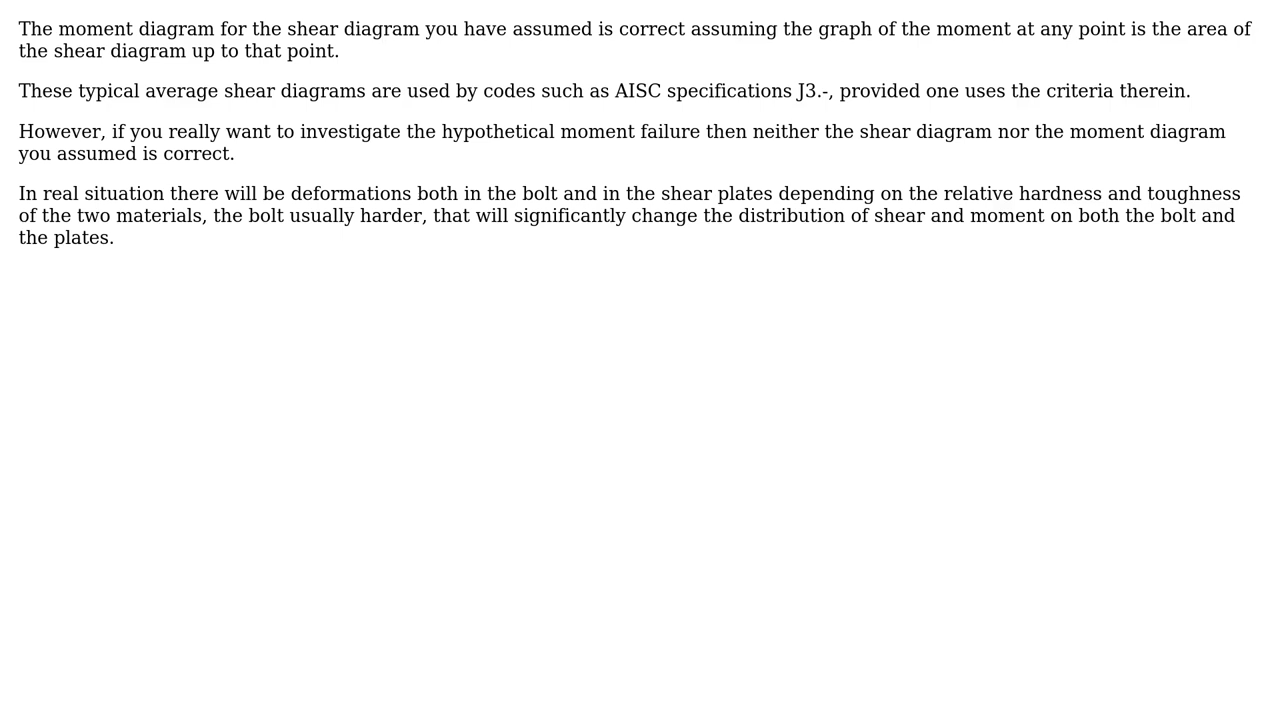 The moment diagram for the shear diagram you have assumed is correct assuming the graph of the moment at any point is the area of
the shear diagram up to that point.
These typical average shear diagrams are used by codes such as AISC specifications J3.-, provided one uses the criteria therein.
However, if you really want to investigate the hypothetical moment failure then neither the shear diagram nor the moment diagram
you assumed is correct.
In real situation there will be deformations both in the bolt and in the shear plates depending on the relative hardness and toughness
of the two materials, the bolt usually harder, that will significantly change the distribution of shear and moment on both the bolt and
the plates.